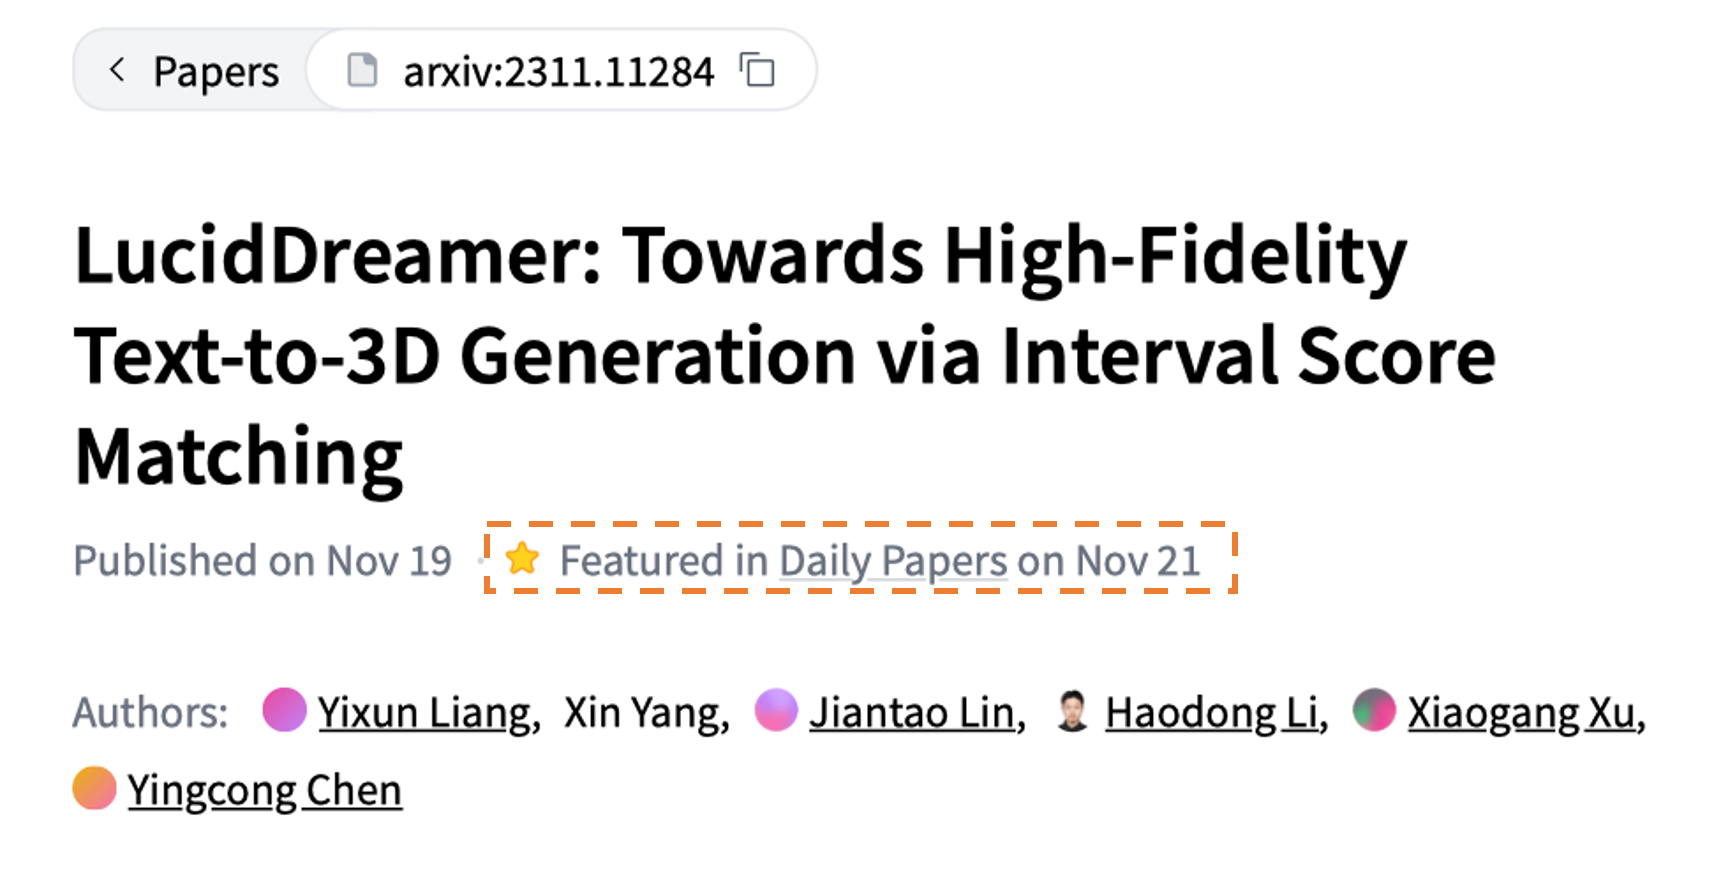 Papers arxiv:2311.11284
LucidDreamer: Towards High-Fidelity
Text-to-3D Generation via Interval Score
Matching
Published on Nov 19 · Featured in Daily Papers on Nov 21
Authors: Yixun Liang, Xin Yang, Jiantao Lin, Haodong Li, Xiaogang Xu,
Yingcong Chen